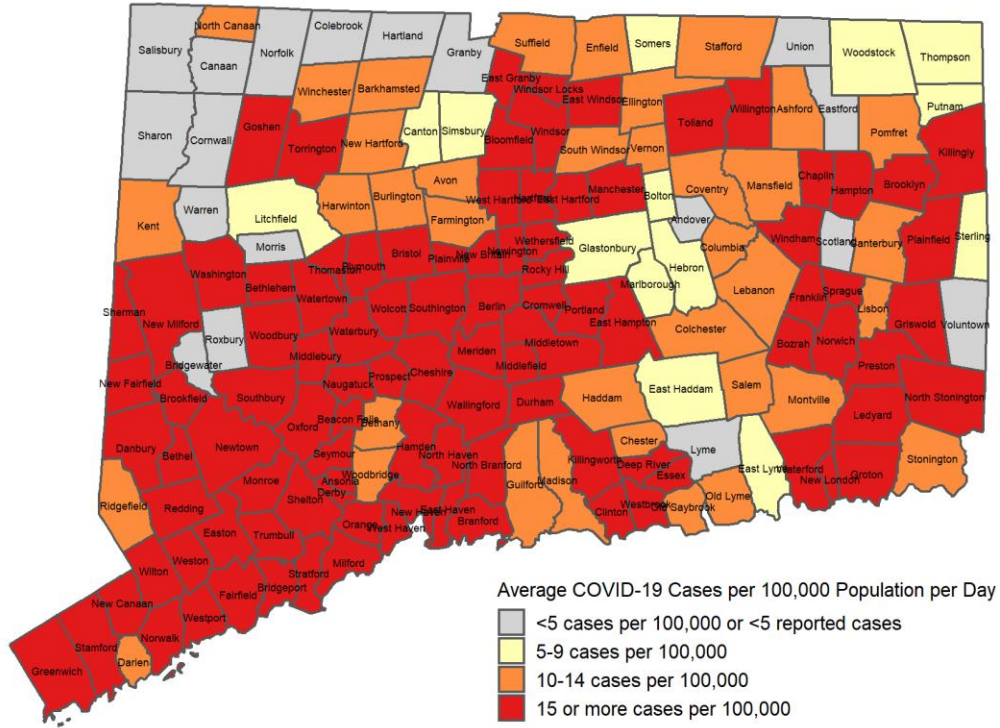 North Canaan
Colebrook
Hartland
Suffield
Enfield
Somers
Stafford
Union
Woodstock
Thompson
Salisbury
Canaan
Norfolk
Granby
East Granby
Winchester
Barkhamsted
Windsor Locks
East Windsor
Ellington
Willington
Ashford
Eastford
Putnam
Sharon
Cornwall
Goshen
Torrington
New Hartford
Canton
Simsbury
Bloomfield
Windsor
South Windsor
Vernon
Tolland
Pomfret
Killingly
Kent
Warren
Litchfield
Harwinton
Burlington
Avon
Farmington
West Hartford
Hartford
East Hartford
Manchester
Bolton
Coventry
Mansfield
Chaplin
Hampton
Brooklyn
Morris
Andover
Columbia
Windham
Scotland
Canterbury
Plainfield
Sterling
Washington
Bethlehem
Thomaston
Plymouth
Bristol
Plainville
New Britain
Newington
Wethersfield
Glastonbury
Hebron
Marlborough
Lebanon
Franklin
Sprague
Lisbon
Griswold
Voluntown
Sherman
New Milford
Roxbury
Woodbury
Watertown
Wolcott
Southington
Berlin
Rocky Hill
Cromwell
Portland
East Hampton
Colchester
Bozrah
Norwich
Preston
Bridgewater
Middlebury
Waterbury
Meriden
Middletown
Middlefield
New Fairfield
Brookfield
Southbury
Naugatuck
Prospect
Cheshire
Wallingford
Durham
Haddam
East Haddam
Salem
Montville
Ledyard
North Stonington
Danbury
Bethel
Newtown
Oxford
Beacon Falls
Bethany
Hamden
North Haven
North Branford
Guilford
Madison
Killingworth
Chester
Deep River
Essex
Lyme
East Lyme
Waterford
New London
Groton
Stonington
Ridgefield
Redding
Monroe
Seymour
Ansonia
Derby
Woodbridge
Shelton
Orange
New Haven
West Haven
East Haven
Branford
Clinton
Westbrook
Old Saybrook
Old Lyme
Easton
Trumbull
Wilton
Weston
Fairfield
Bridgeport
Stratford
Milford
New Canaan
Norwalk
Westport
Greenwich
Stamford
Darien
Average COVID-19 Cases per 100,000 Population per Day
<5 cases per 100,000 or <5 reported cases
5-9 cases per 100,000
10-14 cases per 100,000
15 or more cases per 100,000